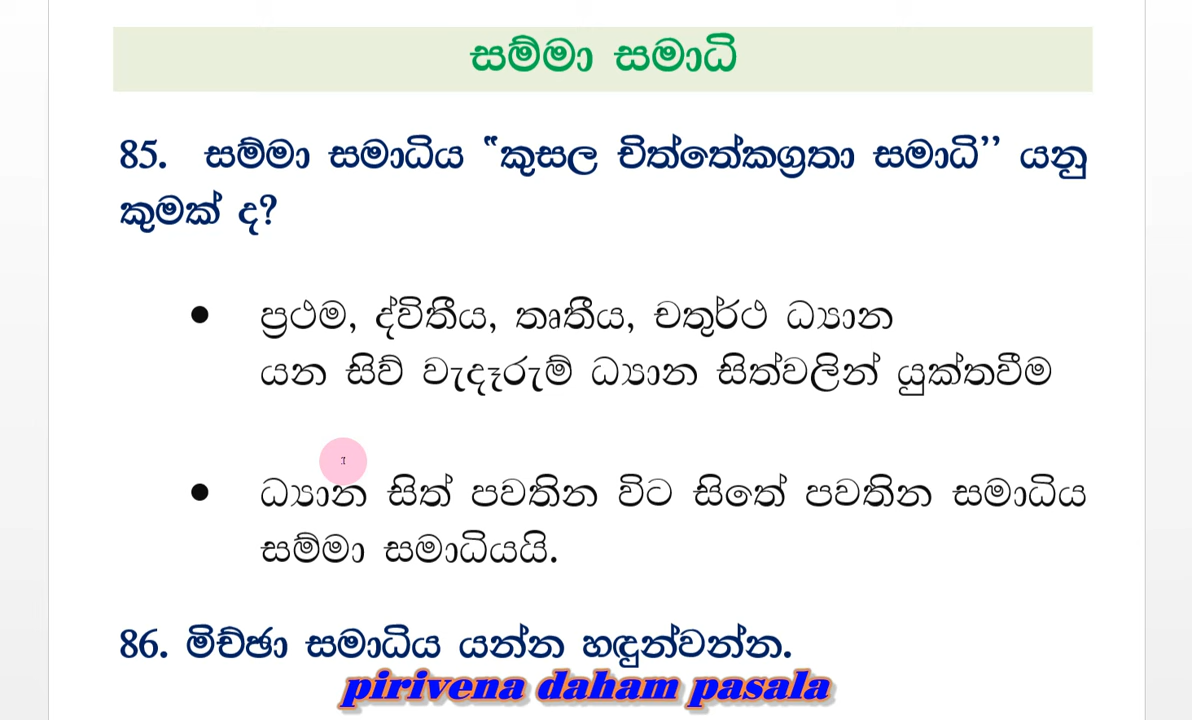 සම්මා සමාධි
85. සම්මා සමාධිය “කුසල චිත්තේකග්‍රතා සමාධි’’ යනු
කුමක් ද?
● ප්‍රථම, ද්විතීය, තෘතීය, චතුර්ථ ධ්‍යාන
යන සිව් වැදෑරුම් ධ්‍යාන සිත්වලින් යුක්තවීම
● ධ්‍යාන සිත් පවතින විට සිතේ පවතින සමාධිය
සම්මා සමාධියයි.
86. මිච්ඡා සමාධිය යන්න හඳුන්වන්න.
pirivena daham pasala